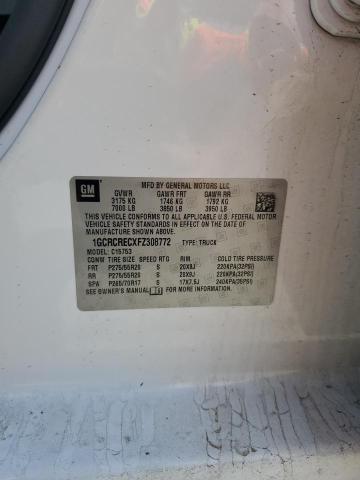 GM
MFD BY GENERAL MOTORS LLC
GVWR GAWR FRT GAWR RR
3175 KG 1746 KG 1792 KG
7000 LB 3850 LB 3950 LB
THIS VEHICLE CONFORMS TO ALL APPLICABLE U.S. FEDERAL MOTOR
VEHICLE SAFETY STANDARDS IN EFFECT ON THE DATE OF
MANUFACTURE SHOWN ABOVE.
1GCRCRECXFZ308772 TYPE: TRUCK
MODEL: C15753
CONW TIRE SIZE SPEED RTG RIM COLD TIRE PRESSURE
FRT P275/55R20 S 20X9J 220KPA(32PSI)
RR P275/55R20 S 20X9J 220KPA(32PSI)
SPA P265/70R17 S 17X7.5J 240KPA(35PSI)
SEE OWNER'S MANUAL FOR MORE INFORMATION.